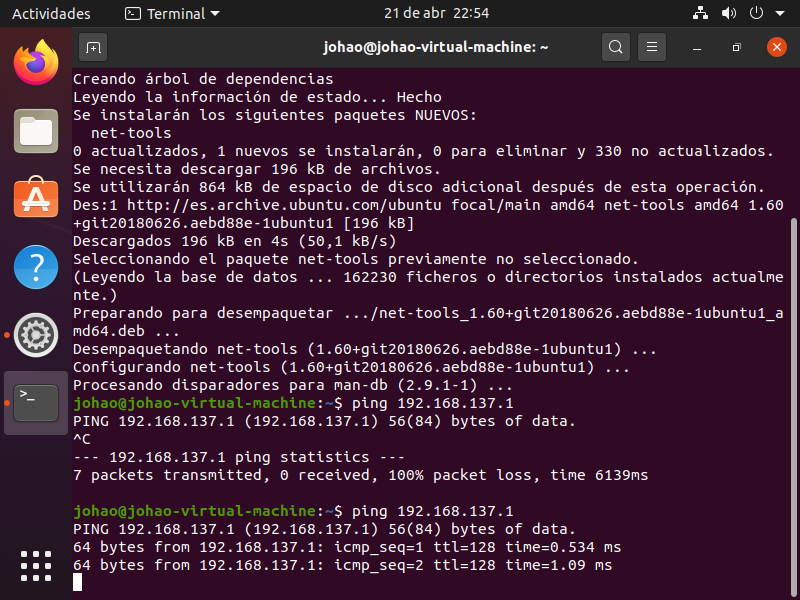 Actividades
Terminal
21 de abr 22:54
johao@johao-virtual-machine: ~
Creando árbol de dependencias
Leyendo la información de estado... Hecho
Se instalarán los siguientes paquetes NUEVOS:
net-tools
0 actualizados, 1 nuevos se instalarán, 0 para eliminar y 330 no actualizados.
Se necesita descargar 196 kB de archivos.
Se utilizarán 864 kB de espacio de disco adicional después de esta operación.
Des:1 http://es.archive.ubuntu.com/ubuntu focal/main amd64 net-tools amd64 1.60
+git20180626.aebd88e-1ubuntu1 [196 kB]
Descargados 196 kB en 4s (50,1 kB/s)
Seleccionando el paquete net-tools previamente no seleccionado.
(Leyendo la base de datos ... 162230 ficheros o directorios instalados actualme
nte.)
Preparando para desempaquetar .../net-tools_1.60+git20180626.aebd88e-1ubuntu1_a
md64.deb ...
Desempaquetando net-tools (1.60+git20180626.aebd88e-1ubuntu1) ...
Configurando net-tools (1.60+git20180626.aebd88e-1ubuntu1) ...
Procesando disparadores para man-db (2.9.1-1) ...
johao@johao-virtual-machine:~$ ping 192.168.137.1
PING 192.168.137.1 (192.168.137.1) 56(84) bytes of data.
^C
--- 192.168.137.1 ping statistics ---
7 packets transmitted, 0 received, 100% packet loss, time 6139ms
johao@johao-virtual-machine:~$ ping 192.168.137.1
PING 192.168.137.1 (192.168.137.1) 56(84) bytes of data.
64 bytes from 192.168.137.1: icmp_seq=1 ttl=128 time=0.534 ms
64 bytes from 192.168.137.1: icmp_seq=2 ttl=128 time=1.09 ms